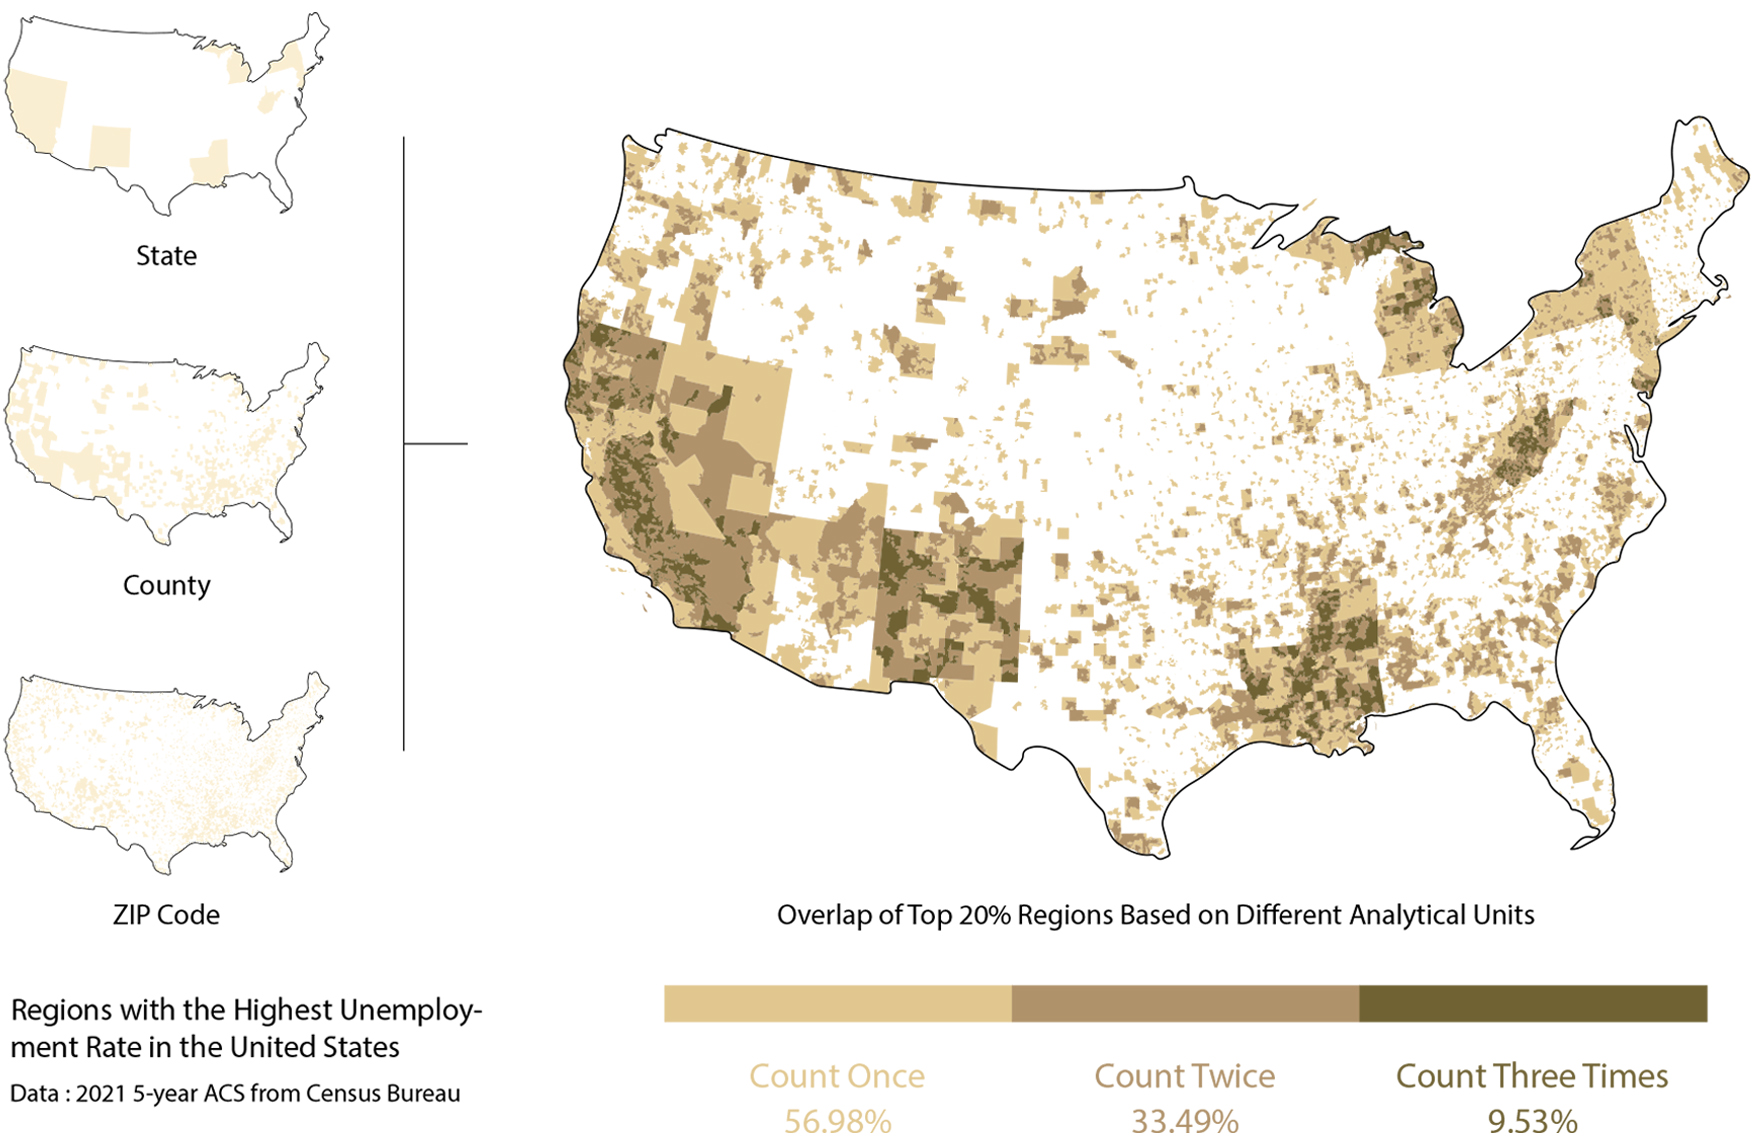 State
County
ZIP Code
Regions with the Highest Unemploy-
ment Rate in the United States
Data : 2021 5-year ACS from Census Bureau
Overlap of Top 20% Regions Based on Different Analytical Units
Count Once
56.98%
Count Twice
33.49%
Count Three Times
9.53%